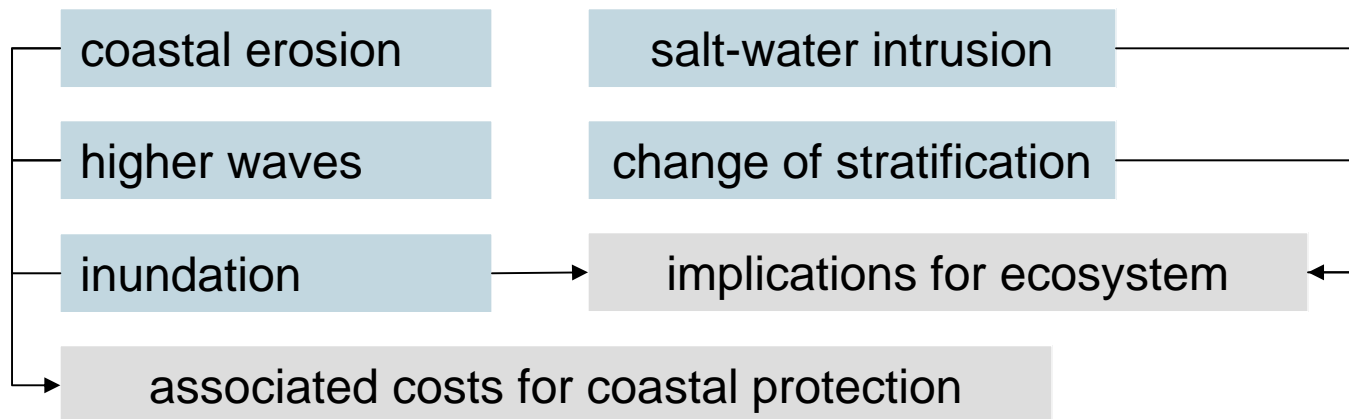 coastal erosion
salt-water intrusion
higher waves
change of stratification
inundation
implications for ecosystem
associated costs for coastal protection